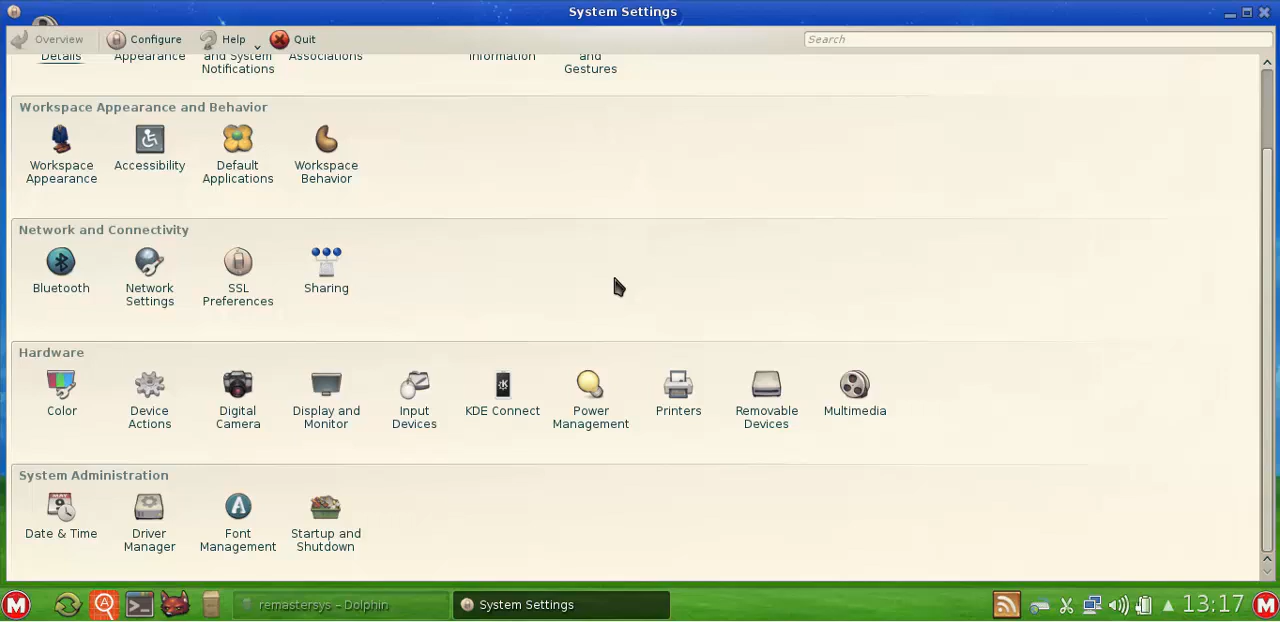 System Settings
Overview Configure Help Quit Search
Details Appearance and System Associations Information and
Notifications Gestures
Workspace Appearance and Behavior
Workspace Accessibility Default Workspace
Appearance Applications Behavior
Network and Connectivity
Bluetooth Network SSL Sharing
Settings Preferences
Hardware
Color Device Digital Display and Input KDE Connect Power Printers Removable Multimedia
Actions Camera Monitor Devices Management Devices
System Administration
Date & Time Driver Font Startup and
Manager Management Shutdown
remastersys – Dolphin System Settings 13:17